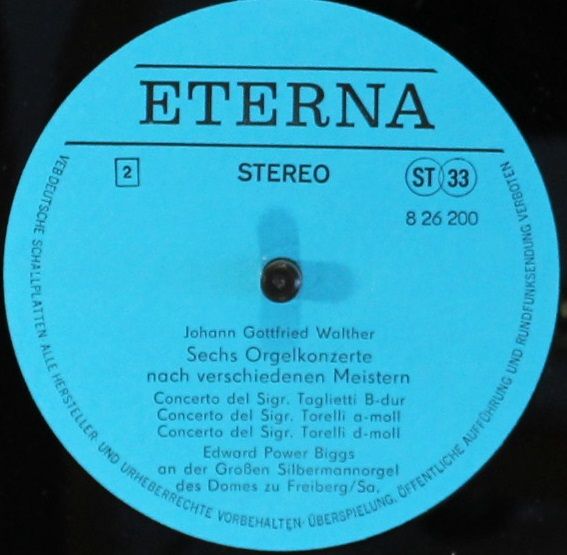 ETERNA
2
STEREO
ST 33
8 26 200
Johann Gottfried Walther
Sechs Orgelkonzerte
nach verschiedenen Meistern
Concerto del Sigr. Taglietti B-dur
Concerto del Sigr. Torelli a-moll
Concerto del Sigr. Torelli d-moll
Edward Power Biggs
an der Großen Silbermannorgel
des Domes zu Freiberg/Sa.
VEB DEUTSCHE SCHALLPLATTEN ALLE HERSTELLER- UND URHEBERRECHTE VORBEHALTEN · ÜBERSPIELUNG, ÖFFENTLICHE AUFFÜHRUNG UND RUNDFUNKSENDUNG VERBOTEN